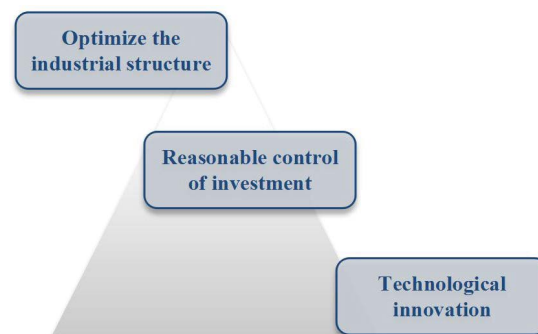 Optimize the
industrial structure
Reasonable control
of investment
Technological
innovation